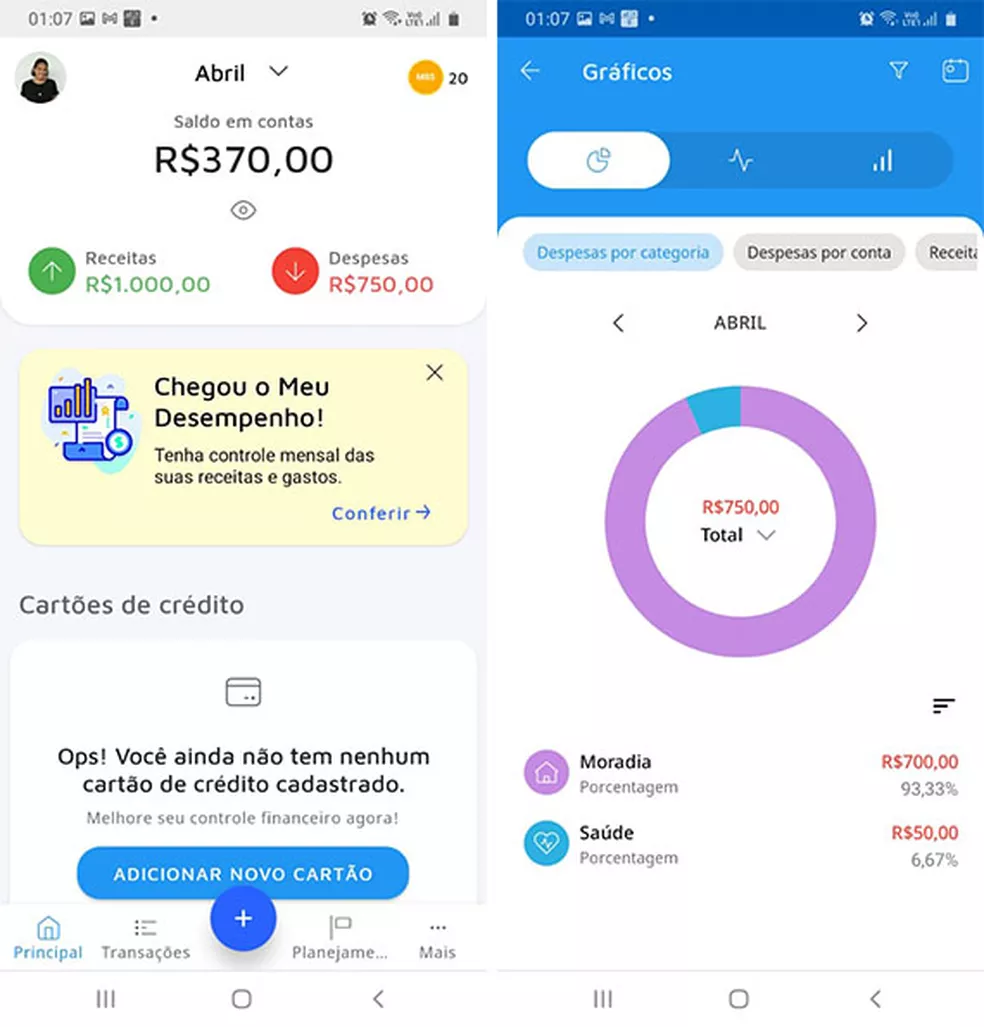 01:07
Abril
20
Saldo em contas
R$370,00
Receitas
R$1.000,00
Despesas
R$750,00
Chegou o Meu
Desempenho!
Tenha controle mensal das
suas receitas e gastos.
Conferir
Cartões de crédito
Ops! Você ainda não tem nenhum
cartão de crédito cadastrado.
Melhore seu controle financeiro agora!
ADICIONAR NOVO CARTÃO
Principal
Transações
Planejame...
Mais
01:07
Gráficos
Despesas por categoria
Despesas por conta
Receita
ABRIL
R$750,00
Total
Moradia
R$700,00
Porcentagem
93,33%
Saúde
R$50,00
Porcentagem
6,67%